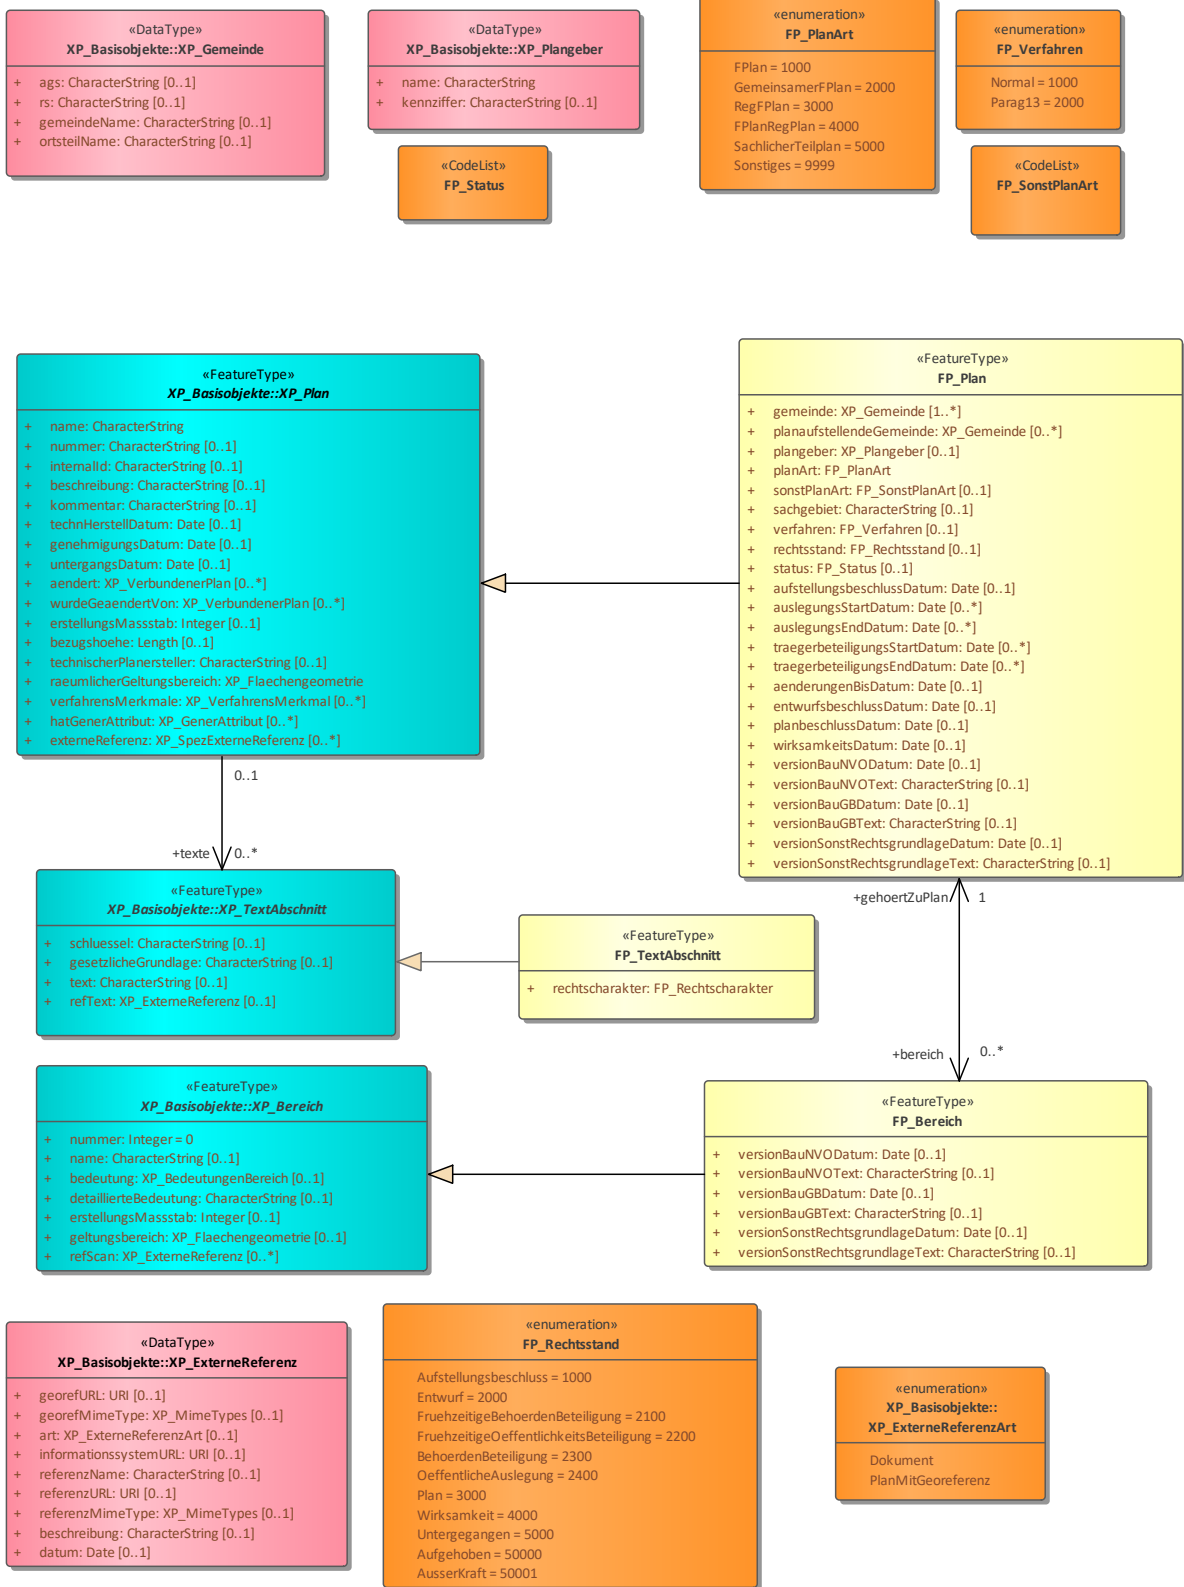 «DataType»
XP_Basisobjekte::XP_Gemeinde
+ ags: CharacterString [0..1]
+ rs: CharacterString [0..1]
+ gemeindeName: CharacterString [0..1]
+ ortsteilName: CharacterString [0..1]
«DataType»
XP_Basisobjekte::XP_Plangeber
+ name: CharacterString
+ kennziffer: CharacterString [0..1]
«CodeList»
FP_Status
«enumeration»
FP_PlanArt
FPlan = 1000
GemeinsamerFPlan = 2000
RegFPlan = 3000
FPlanRegPlan = 4000
SachlicherTeilplan = 5000
Sonstiges = 9999
«enumeration»
FP_Verfahren
Normal = 1000
Parag13 = 2000
«CodeList»
FP_SonstPlanArt
«FeatureType»
XP_Basisobjekte::XP_Plan
+ name: CharacterString
+ nummer: CharacterString [0..1]
+ internalId: CharacterString [0..1]
+ beschreibung: CharacterString [0..1]
+ kommentar: CharacterString [0..1]
+ technHerstellDatum: Date [0..1]
+ genehmigungsDatum: Date [0..1]
+ untergangsDatum: Date [0..1]
+ aendert: XP_VerbundenerPlan [0..*]
+ wurdeGeaendertVon: XP_VerbundenerPlan [0..*]
+ erstellungsMassstab: Integer [0..1]
+ bezugshoehe: Length [0..1]
+ technischerPlanersteller: CharacterString [0..1]
+ raeumlicherGeltungsbereich: XP_Flaechengeometrie
+ verfahrensMerkmale: XP_VerfahrensMerkmal [0..*]
+ hatGenerAttribut: XP_GenerAttribut [0..*]
+ externeReferenz: XP_SpezExterneReferenz [0..*]
«FeatureType»
FP_Plan
+ gemeinde: XP_Gemeinde [1..*]
+ planaufstellendeGemeinde: XP_Gemeinde [0..*]
+ plangeber: XP_Plangeber [0..1]
+ planArt: FP_PlanArt
+ sonstPlanArt: FP_SonstPlanArt [0..1]
+ sachgebiet: CharacterString [0..1]
+ verfahren: FP_Verfahren [0..1]
+ rechtsstand: FP_Rechtsstand [0..1]
+ status: FP_Status [0..1]
+ aufstellungsbeschlussDatum: Date [0..1]
+ auslegungsStartDatum: Date [0..*]
+ auslegungsEndDatum: Date [0..*]
+ traegerbeteiligungsStartDatum: Date [0..*]
+ traegerbeteiligungsEndDatum: Date [0..*]
+ aenderungenBisDatum: Date [0..1]
+ entwurfsbeschlussDatum: Date [0..1]
+ planbeschlussDatum: Date [0..1]
+ wirksamkeitsDatum: Date [0..1]
+ versionBauNVODatum: Date [0..1]
+ versionBauNVOText: CharacterString [0..1]
+ versionBauGBDatum: Date [0..1]
+ versionBauGBText: CharacterString [0..1]
+ versionSonstRechtsgrundlageDatum: Date [0..1]
+ versionSonstRechtsgrundlageText: CharacterString [0..1]
0..1
+texte 0..*
+gehoertZuPlan 1
«FeatureType»
XP_Basisobjekte::XP_TextAbschnitt
+ schluessel: CharacterString [0..1]
+ gesetzlicheGrundlage: CharacterString [0..1]
+ text: CharacterString [0..1]
+ refText: XP_ExterneReferenz [0..1]
«FeatureType»
FP_TextAbschnitt
+ rechtscharakter: FP_Rechtscharakter
+bereich 0..*
«FeatureType»
XP_Basisobjekte::XP_Bereich
+ nummer: Integer = 0
+ name: CharacterString [0..1]
+ bedeutung: XP_BedeutungenBereich [0..1]
+ detaillierteBedeutung: CharacterString [0..1]
+ erstellungsMassstab: Integer [0..1]
+ geltungsbereich: XP_Flaechengeometrie [0..1]
+ refScan: XP_ExterneReferenz [0..*]
«FeatureType»
FP_Bereich
+ versionBauNVODatum: Date [0..1]
+ versionBauNVOText: CharacterString [0..1]
+ versionBauGBDatum: Date [0..1]
+ versionBauGBText: CharacterString [0..1]
+ versionSonstRechtsgrundlageDatum: Date [0..1]
+ versionSonstRechtsgrundlageText: CharacterString [0..1]
«DataType»
XP_Basisobjekte::XP_ExterneReferenz
+ georefURL: URI [0..1]
+ georefMimeType: XP_MimeTypes [0..1]
+ art: XP_ExterneReferenzArt [0..1]
+ informationssystemURL: URI [0..1]
+ referenzName: CharacterString [0..1]
+ referenzURL: URI [0..1]
+ referenzMimeType: XP_MimeTypes [0..1]
+ beschreibung: CharacterString [0..1]
+ datum: Date [0..1]
«enumeration»
FP_Rechtsstand
Aufstellungsbeschluss = 1000
Entwurf = 2000
FruehzeitigeBehoerdenBeteiligung = 2100
FruehzeitigeOeffentlichkeitsBeteiligung = 2200
BehoerdenBeteiligung = 2300
OeffentlicheAuslegung = 2400
Plan = 3000
Wirksamkeit = 4000
Untergegangen = 5000
Aufgehoben = 50000
AusserKraft = 50001
«enumeration»
XP_Basisobjekte::
XP_ExterneReferenzArt
Dokument
PlanMitGeoreferenz